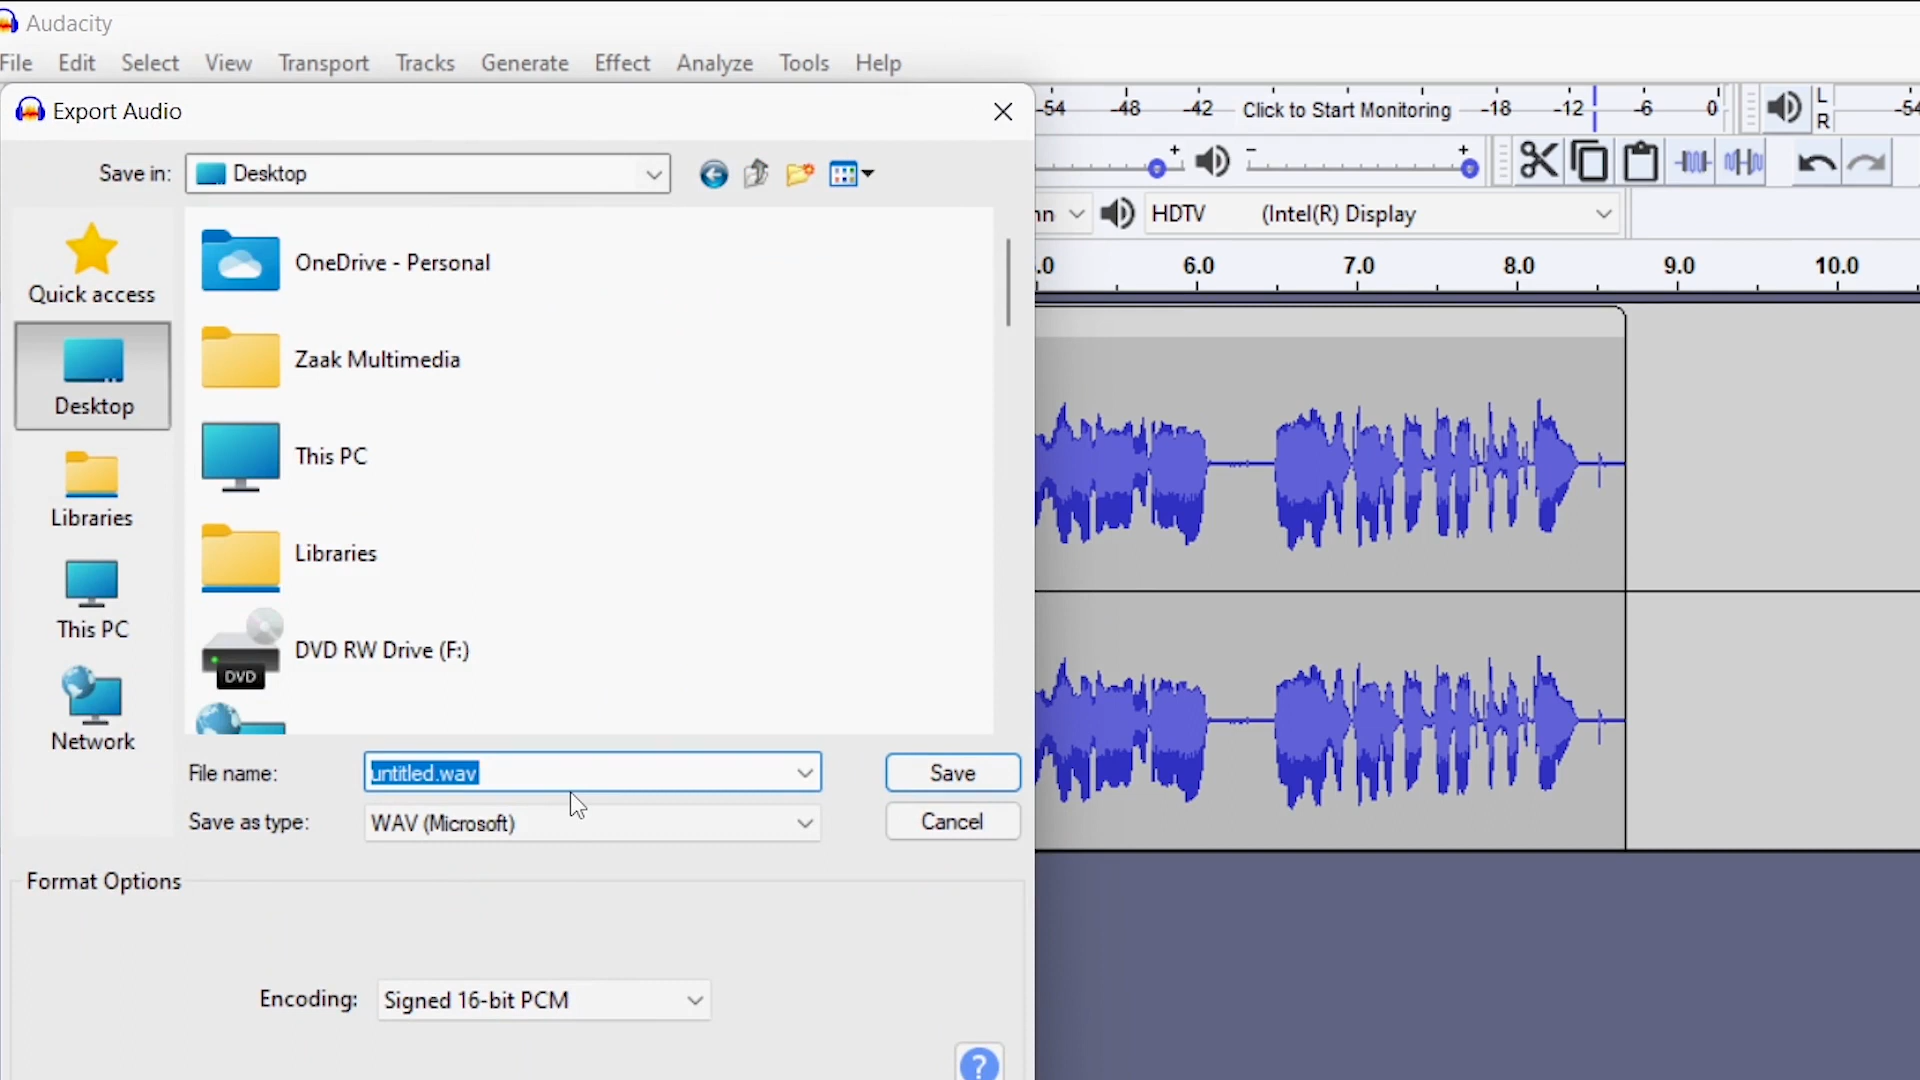 Audacity
File Edit Select View Transport Tracks Generate Effect Analyze Tools Help
Export Audio
-54 -48 -42 Click to Start Monitoring -18 -12 -6 0 L R -54
Save in: Desktop
- + - +
HDTV (Intel(R) Display
6.0 7.0 8.0 9.0 10.0
Quick access
Desktop
Libraries
This PC
Network
OneDrive - Personal
Zaak Multimedia
This PC
Libraries
DVD RW Drive (F:)
DVD
File name: untitled.wav Save
Save as type: WAV (Microsoft) Cancel
Format Options
Encoding: Signed 16-bit PCM
?